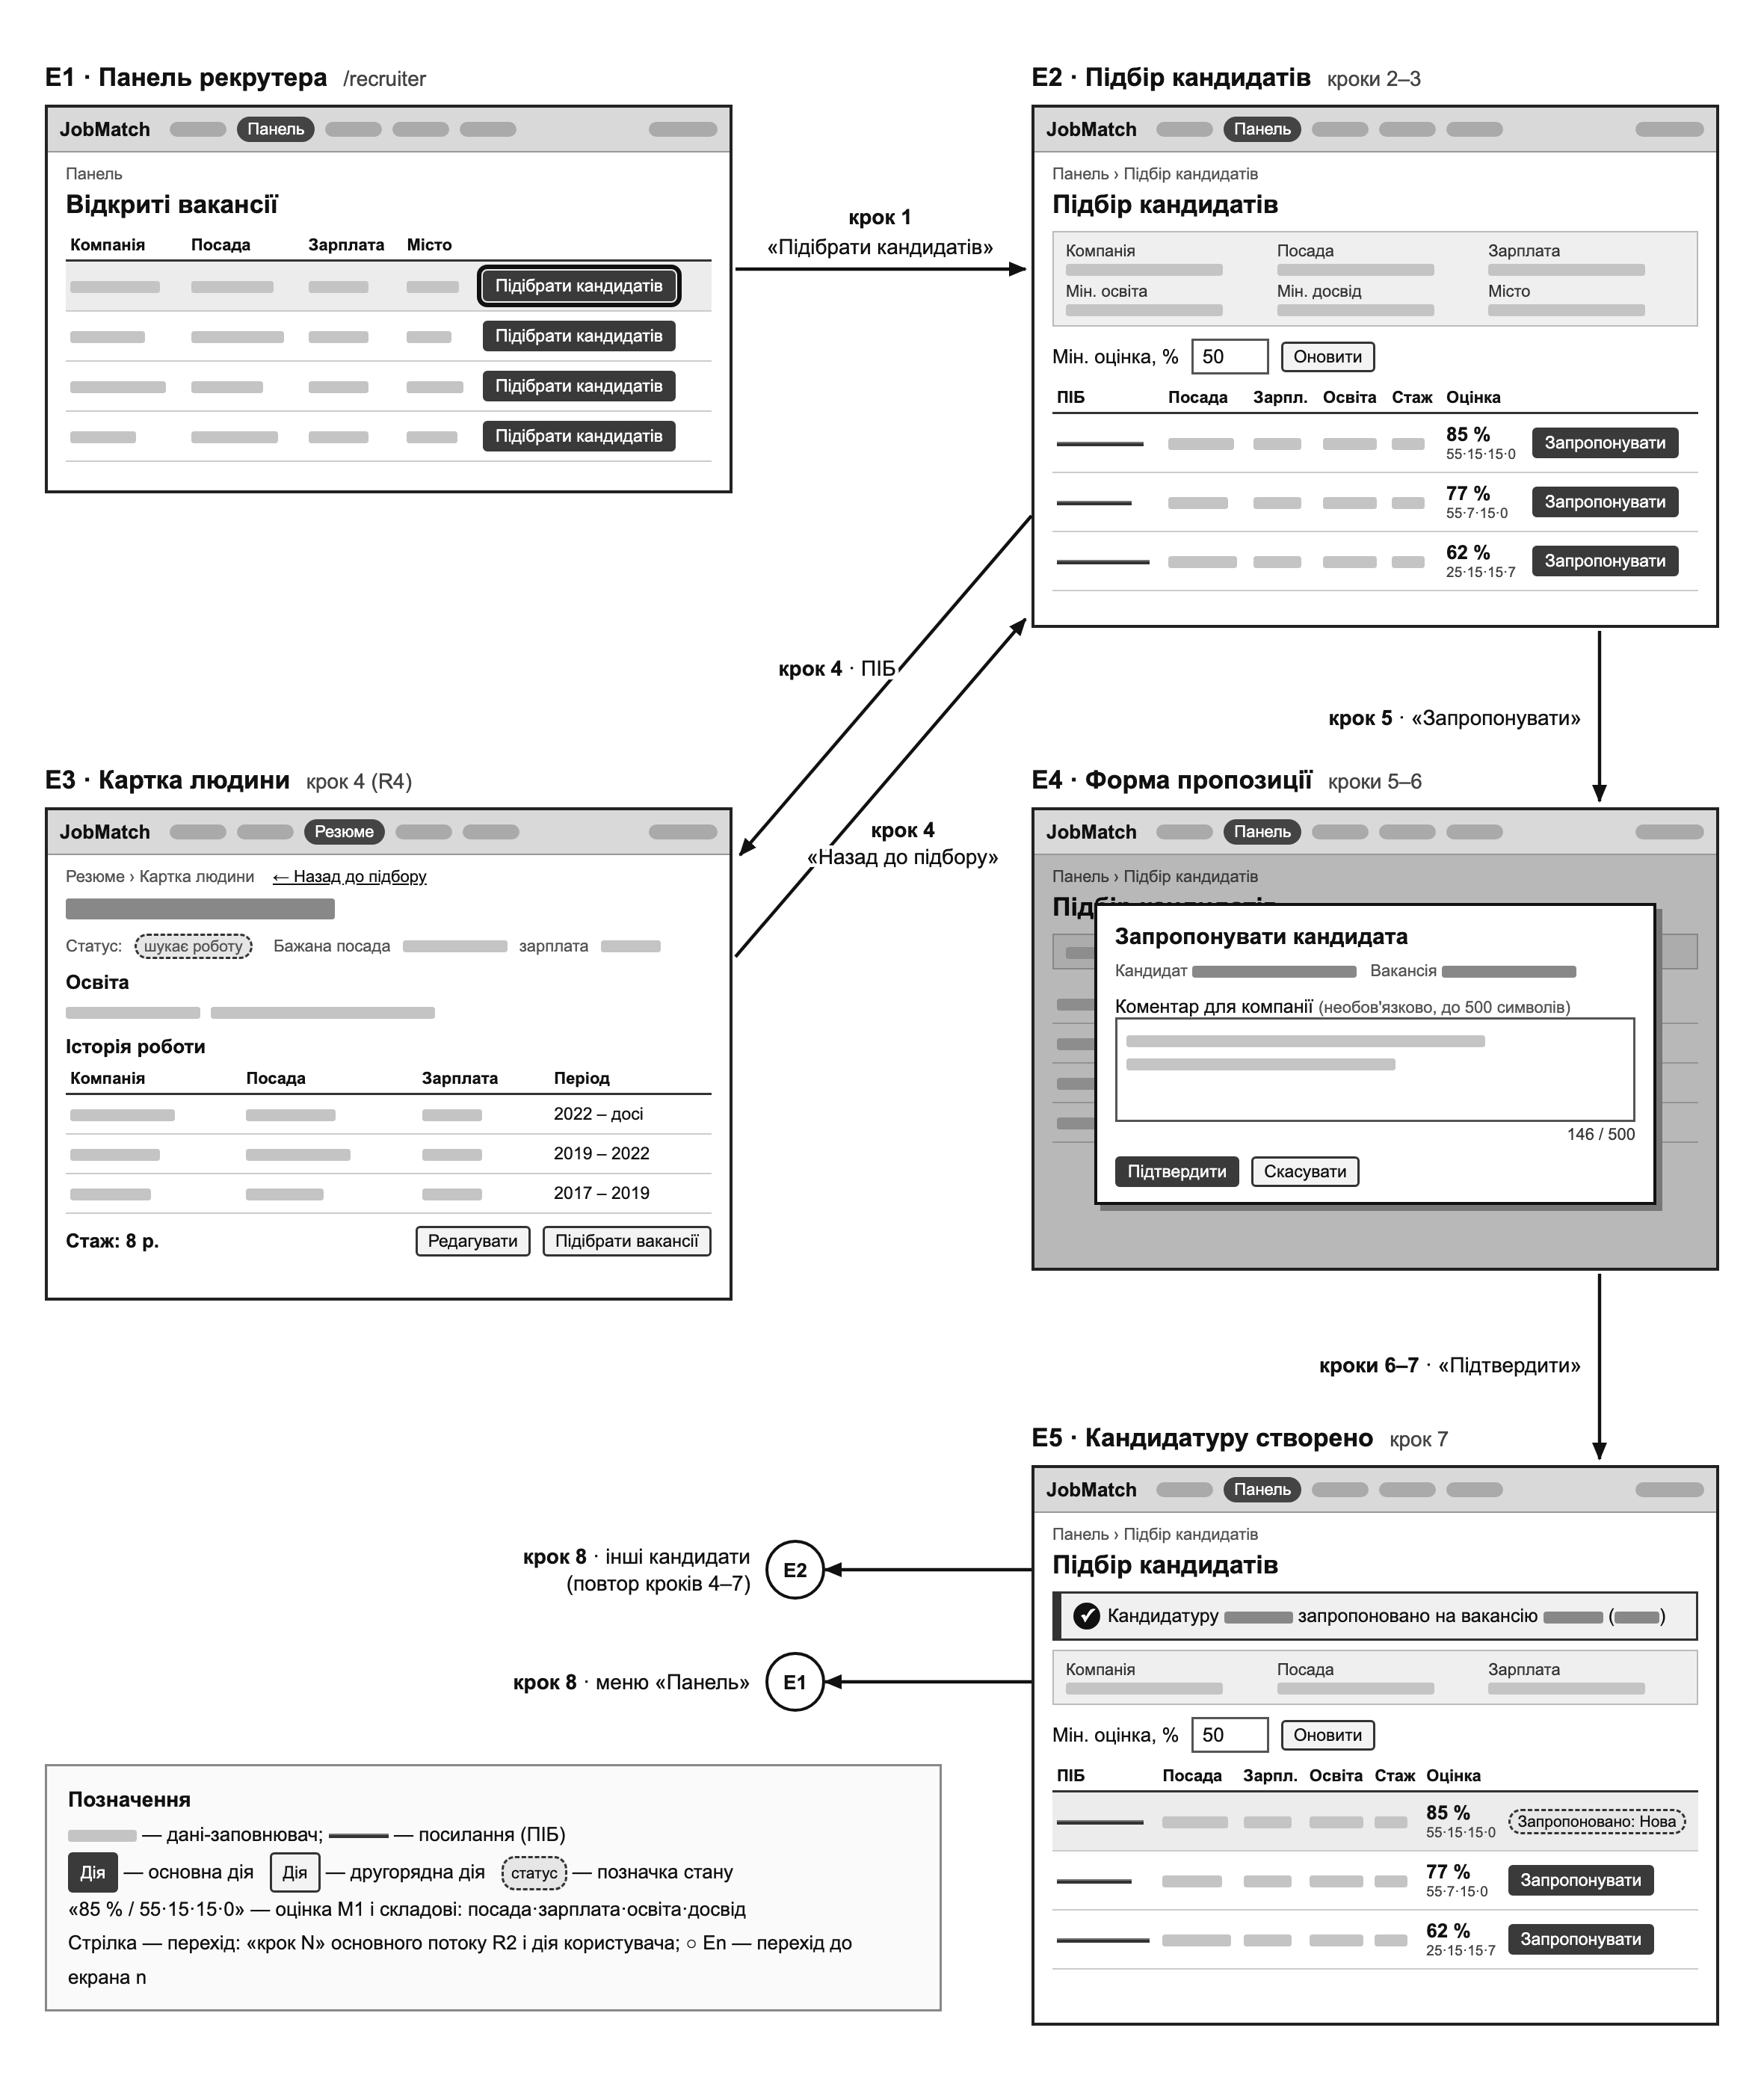 E1 · Панель рекрутера /recruiter
JobMatch Панель
Панель
Відкриті вакансії
Компанія Посада Зарплата Місто
Підібрати кандидатів
Підібрати кандидатів
Підібрати кандидатів
Підібрати кандидатів
крок 1
«Підібрати кандидатів»
E2 · Підбір кандидатів кроки 2–3
JobMatch Панель
Панель › Підбір кандидатів
Підбір кандидатів
Компанія Посада Зарплата
Мін. освіта Мін. досвід Місто
Мін. оцінка, % 50 Оновити
ПІБ Посада Зарпл. Освіта Стаж Оцінка
85 % Запропонувати
55·15·15·0
77 % Запропонувати
55·7·15·0
62 % Запропонувати
25·15·15·7
крок 4 · ПІБ
крок 5 · «Запропонувати»
крок 4
«Назад до підбору»
E3 · Картка людини крок 4 (R4)
JobMatch Резюме
Резюме › Картка людини ← Назад до підбору
Статус: шукає роботу Бажана посада зарплата
Освіта
Історія роботи
Компанія Посада Зарплата Період
2022 – досі
2019 – 2022
2017 – 2019
Стаж: 8 р. Редагувати Підібрати вакансії
E4 · Форма пропозиції кроки 5–6
JobMatch Панель
Панель › Підбір кандидатів
Підбір кандидатів
Запропонувати кандидата
Кандидат Вакансія
Коментар для компанії (необов'язково, до 500 символів)
146 / 500
Підтвердити Скасувати
кроки 6–7 · «Підтвердити»
E5 · Кандидатуру створено крок 7
JobMatch Панель
Панель › Підбір кандидатів
Підбір кандидатів
Кандидатуру запропоновано на вакансію ( )
Компанія Посада Зарплата
Мін. оцінка, % 50 Оновити
ПІБ Посада Зарпл. Освіта Стаж Оцінка
85 % Запропоновано: Нова
55·15·15·0
77 % Запропонувати
55·7·15·0
62 % Запропонувати
25·15·15·7
крок 8 · інші кандидати
(повтор кроків 4–7)
E2
крок 8 · меню «Панель»
E1
Позначення
— дані-заповнювач; — посилання (ПІБ)
Дія — основна дія Дія — другорядна дія статус — позначка стану
«85 % / 55·15·15·0» — оцінка M1 і складові: посада·зарплата·освіта·досвід
Стрілка — перехід: «крок N» основного потоку R2 і дія користувача; ○ En — перехід до
екрана n